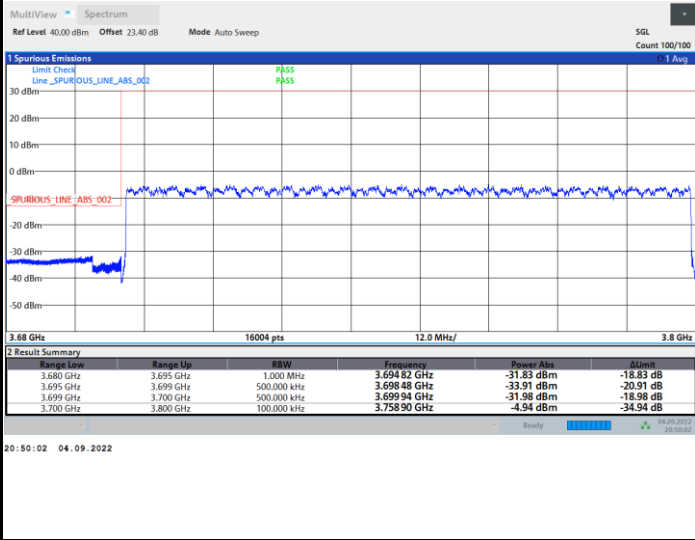 MultiView Spectrum
Ref Level 40.00 dBm Offset 23.40 dB Mode Auto Sweep SGL
Count 100/100
1 Spurious Emissions 1 Avg
Limit Check PASS
Line _SPURIOUS_LINE_ABS_002 PASS
30 dBm
20 dBm
10 dBm
0 dBm
_SPURIOUS_LINE_ABS_002
-20 dBm
-30 dBm
-40 dBm
-50 dBm
3.68 GHz 16004 pts 12.0 MHz/ 3.8 GHz
2 Result Summary
Range Low Range Up RBW Frequency Power Abs ΔLimit
3.680 GHz 3.695 GHz 1.000 MHz 3.694 82 GHz -31.83 dBm -18.83 dB
3.695 GHz 3.699 GHz 500.000 kHz 3.698 48 GHz -33.91 dBm -20.91 dB
3.699 GHz 3.700 GHz 500.000 kHz 3.699 94 GHz -31.98 dBm -18.98 dB
3.700 GHz 3.800 GHz 100.000 kHz 3.758 90 GHz -4.94 dBm -34.94 dB
Ready 04.09.2022
20:50:02
20:50:02 04.09.2022